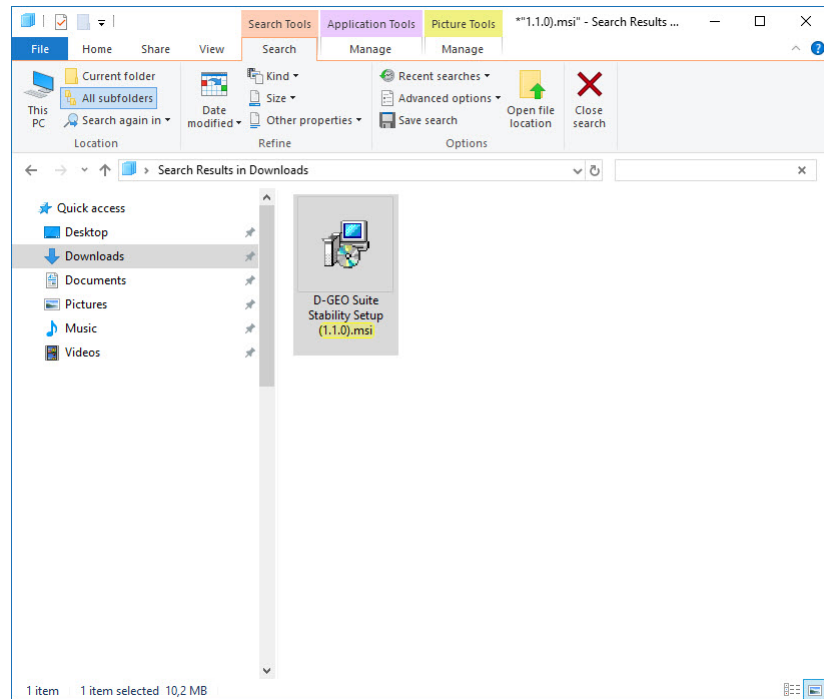 Search Tools Application Tools Picture Tools *"1.1.0).msi" - Search Results ...
File Home Share View Search Manage Manage
This PC
Current folder
All subfolders
Search again in
Location
Date modified
Kind
Size
Other properties
Refine
Recent searches
Advanced options
Save search
Open file location
Options
Close search
Search Results in Downloads
Quick access
Desktop
Downloads
Documents
Pictures
Music
Videos
D-GEO Suite
Stability Setup
(1.1.0).msi
1 item 1 item selected 10,2 MB